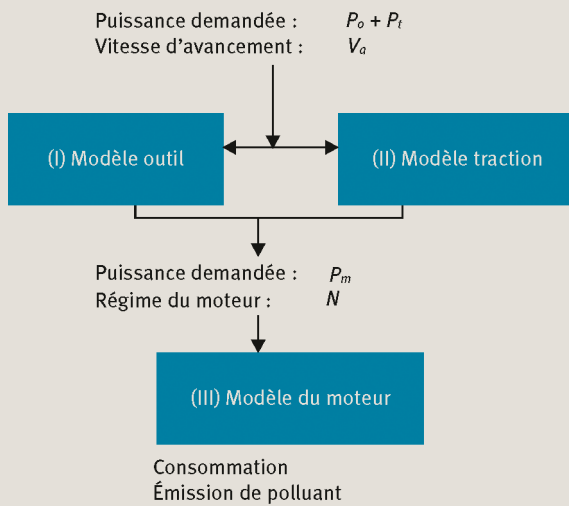 Puissance demandée : Pₒ + Pₜ
Vitesse d'avancement : Vₐ
(I) Modèle outil
(II) Modèle traction
Puissance demandée : Pₘ
Régime du moteur : N
(III) Modèle du moteur
Consommation
Émission de polluant